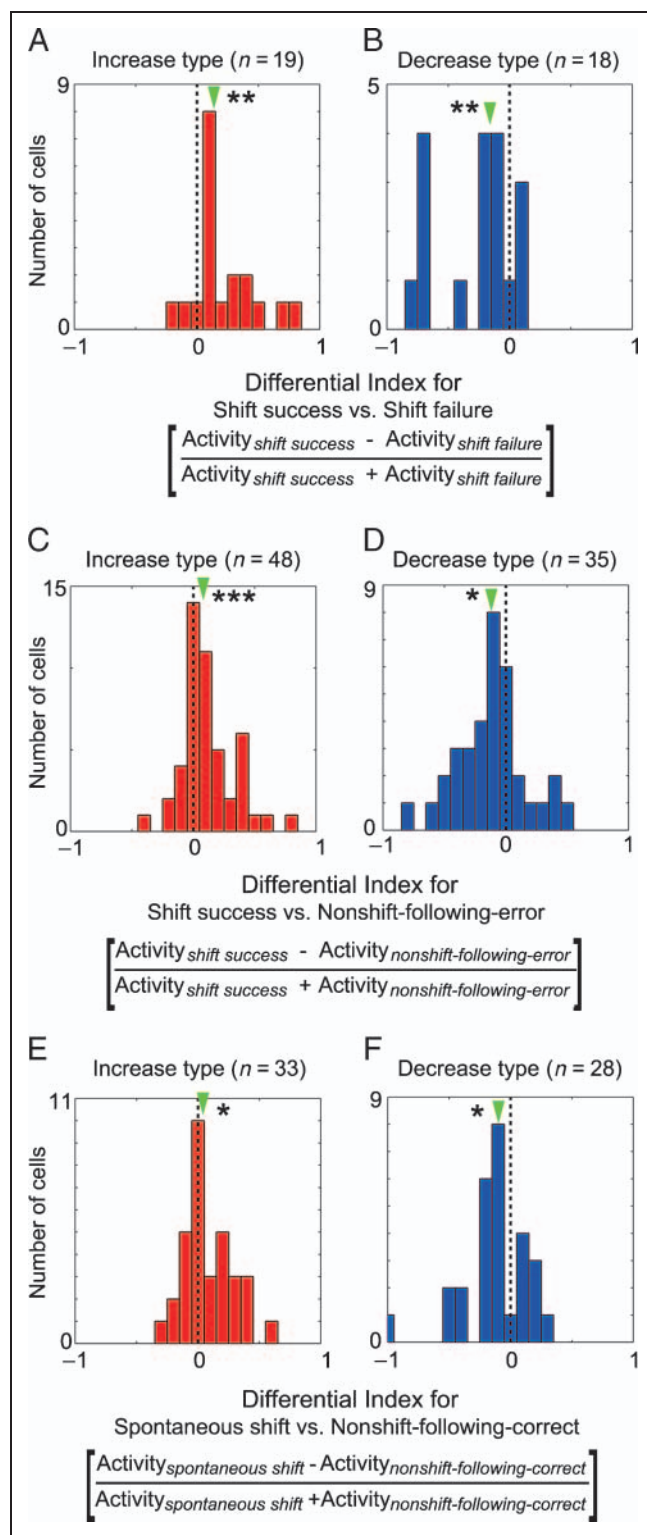 A
B
Increase type (n = 19)
Decrease type (n = 18)
9
5
**
**
Number of cells
0
0
−1
0
1
−1
0
1
Differential Index for
Shift success vs. Shift failure
[ Activity shift success - Activity shift failure ]
Activity shift success + Activity shift failure
C
D
Increase type (n = 48)
Decrease type (n = 35)
15
9
***
*
Number of cells
0
0
−1
0
1
−1
0
1
Differential Index for
Shift success vs. Nonshift-following-error
[ Activity shift success - Activity nonshift-following-error ]
Activity shift success + Activity nonshift-following-error
E
F
Increase type (n = 33)
Decrease type (n = 28)
11
9
*
*
Number of cells
0
0
−1
0
1
−1
0
1
Differential Index for
Spontaneous shift vs. Nonshift-following-correct
[ Activity spontaneous shift - Activity nonshift-following-correct ]
Activity spontaneous shift + Activity nonshift-following-correct